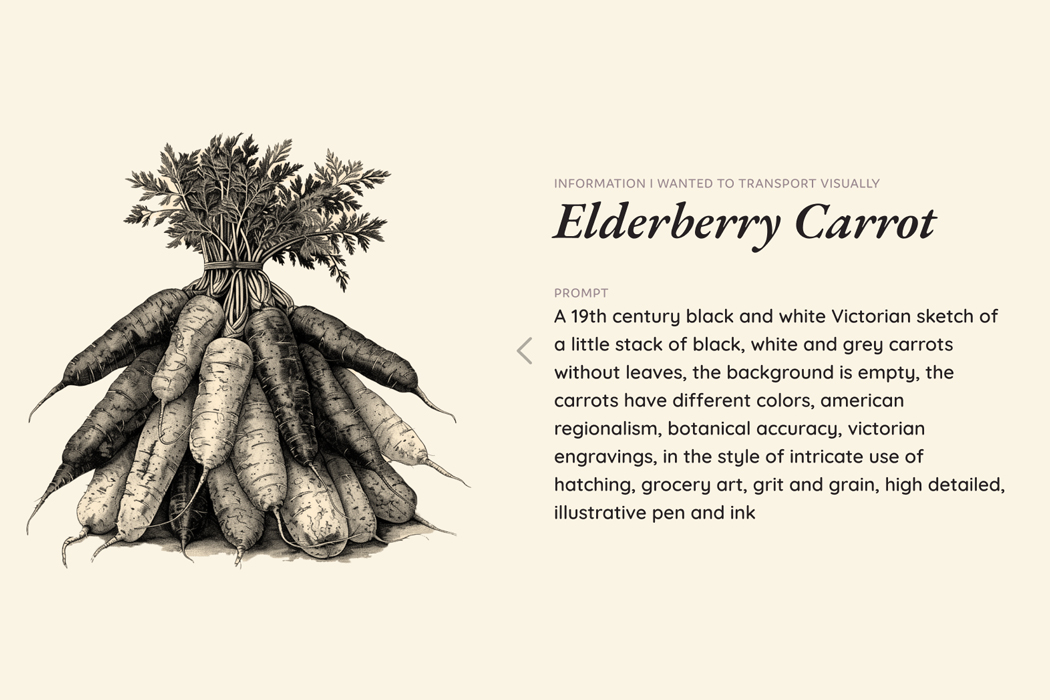 INFORMATION I WANTED TO TRANSPORT VISUALLY
Elderberry Carrot
PROMPT
A 19th century black and white Victorian sketch of
a little stack of black, white and grey carrots
without leaves, the background is empty, the
carrots have different colors, american
regionalism, botanical accuracy, victorian
engravings, in the style of intricate use of
hatching, grocery art, grit and grain, high detailed,
illustrative pen and ink